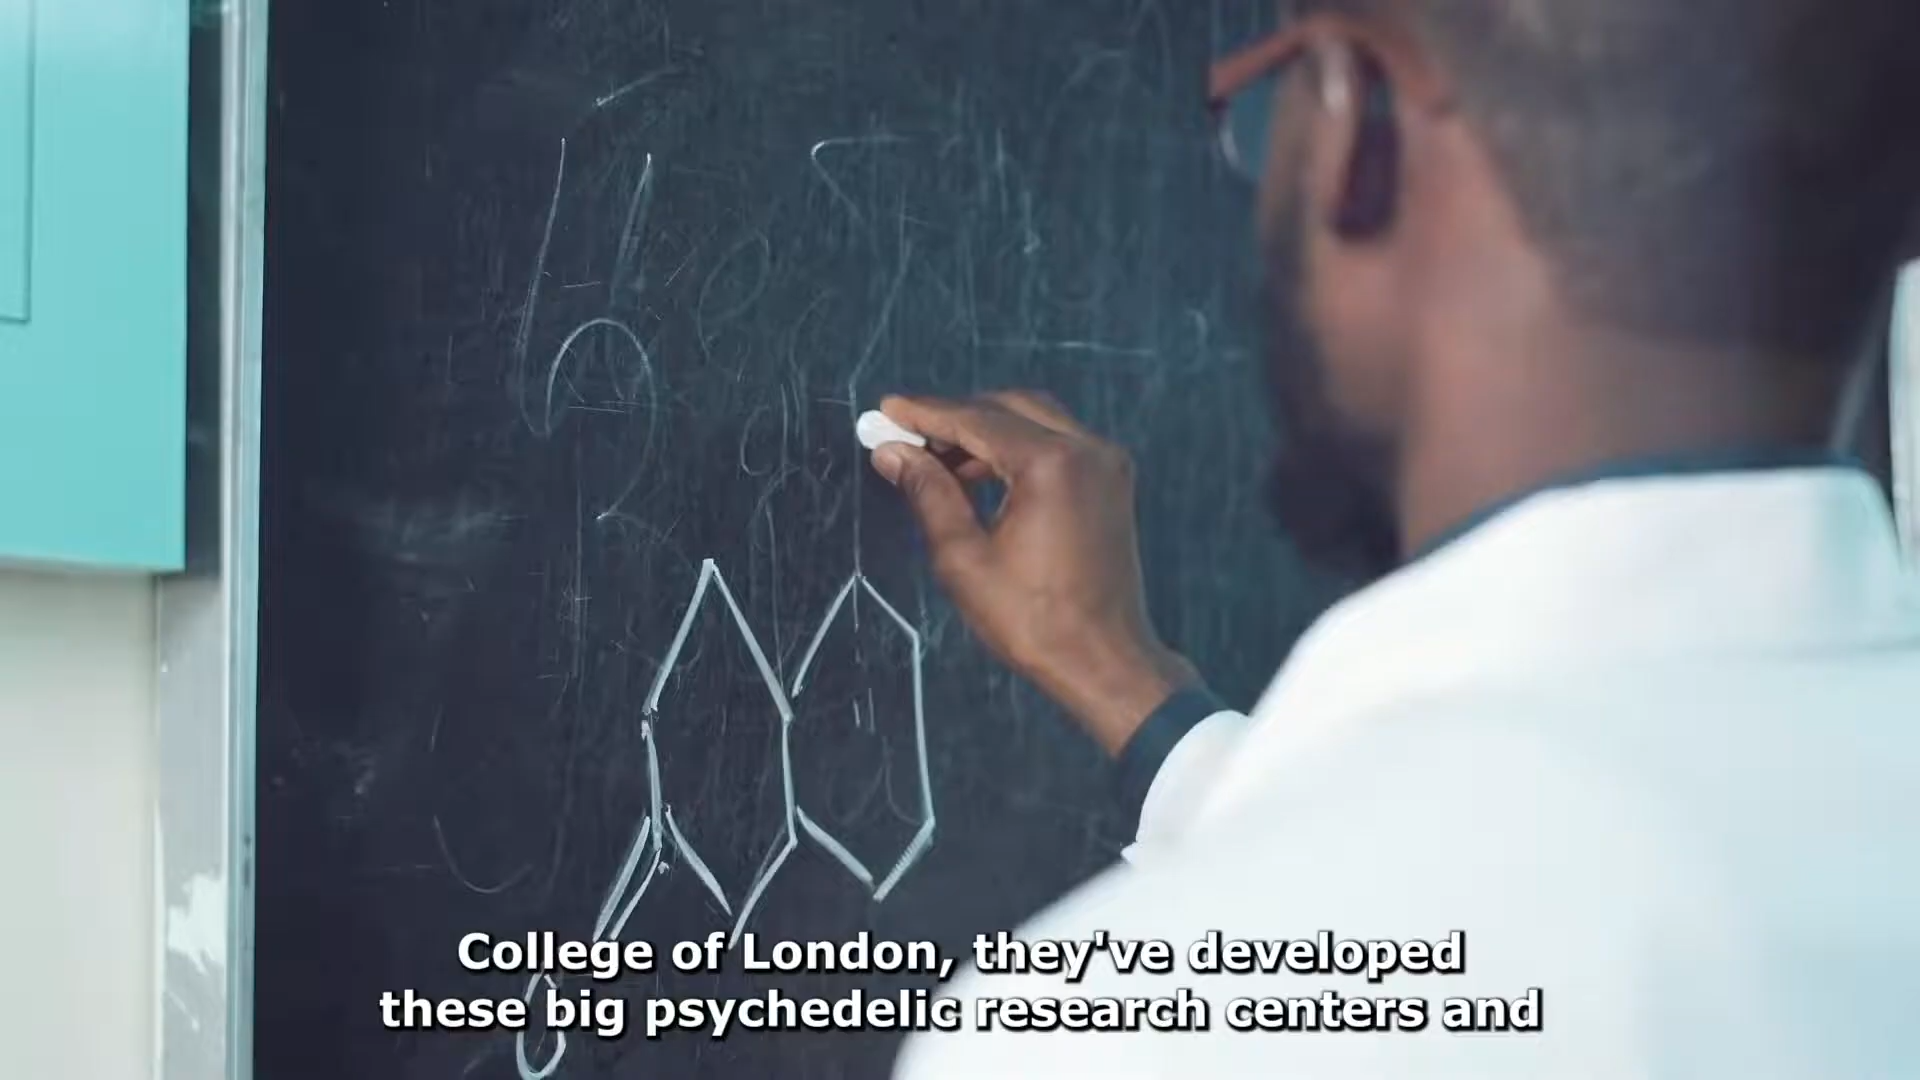 College of London, they've developed
these big psychedelic research centers and